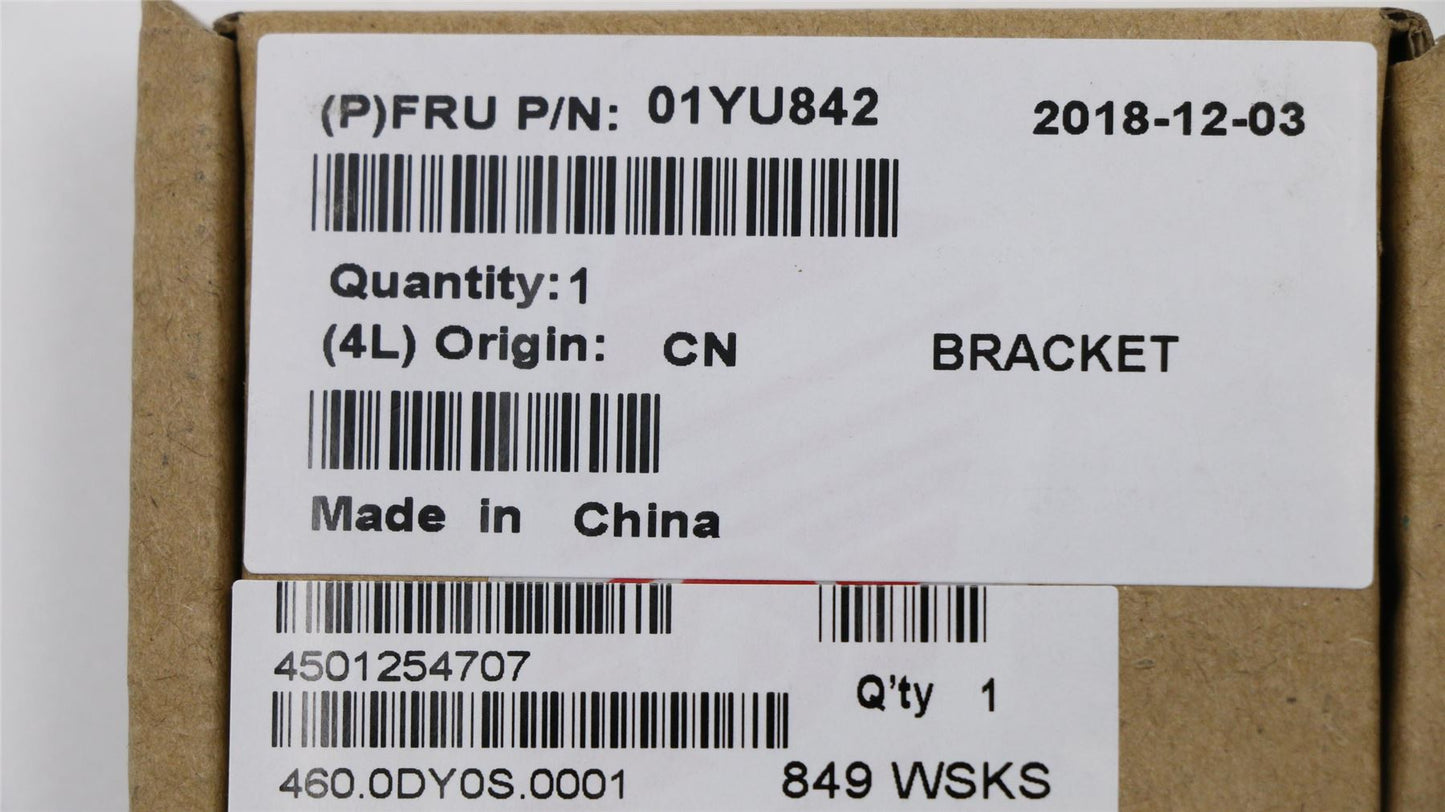 (P)FRU P/N: 01YU842 2018-12-03
Quantity:1
(4L) Origin: CN BRACKET
Made in China
4501254707
Q'ty 1
460.0DY0S.0001 849 WSKS